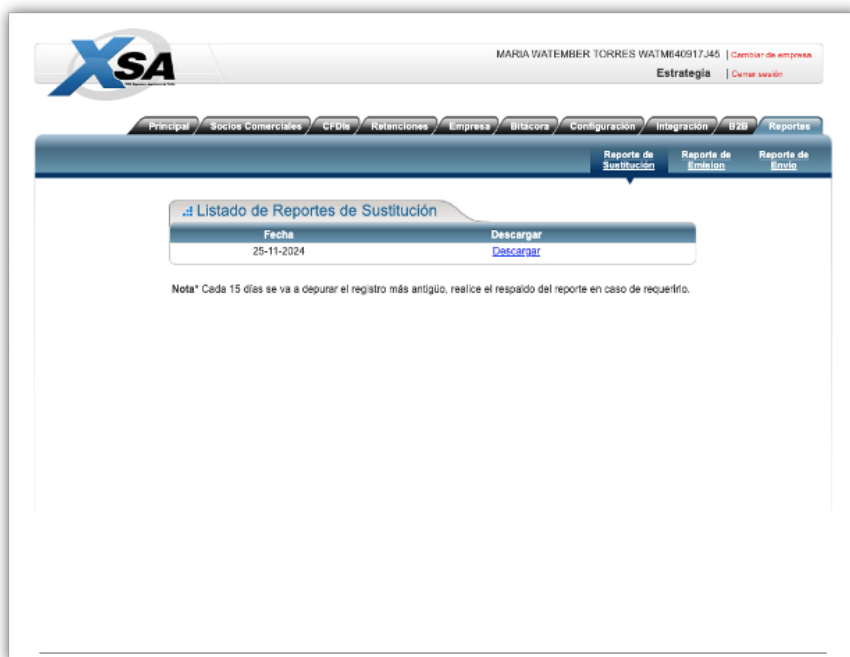 XSA
MARIA WATEMBER TORRES WATM640917J45 | Cambiar de empresa
Estrategia | Cerrar sesión
Principal Socios Comerciales CFDIs Retenciones Empresa Bitácora Configuración Integración B2B Reportes
Reporte de Sustitución Reporte de Emision Reporte de Envío
Listado de Reportes de Sustitución
Fecha Descargar
25-11-2024 Descargar
Nota* Cada 15 días se va a depurar el registro más antigüo, realice el respaldo del reporte en caso de requerirlo.